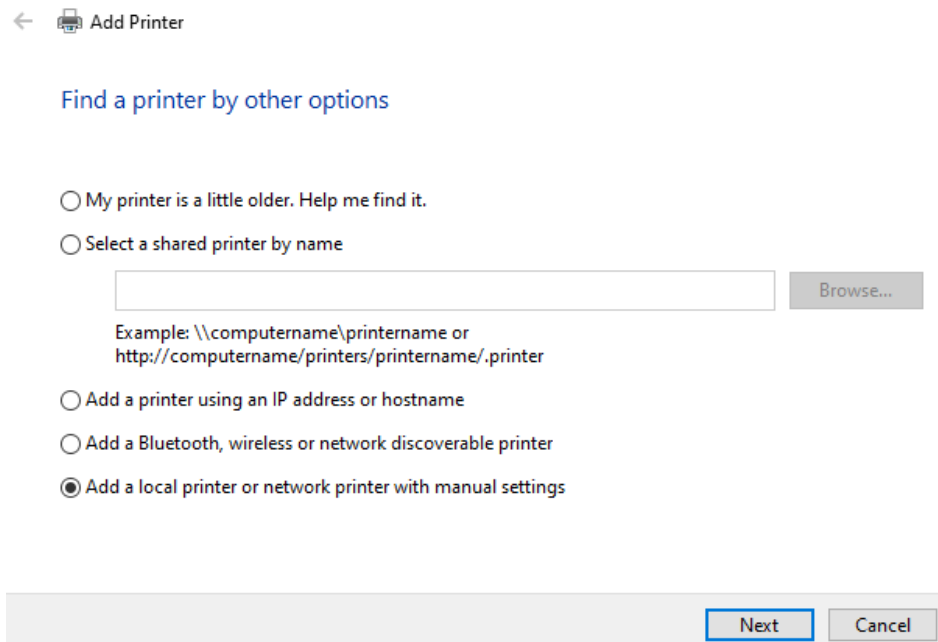 Add Printer
Find a printer by other options
My printer is a little older. Help me find it.
Select a shared printer by name
Browse...
Example: \\computername\printername or
http://computername/printers/printername/.printer
Add a printer using an IP address or hostname
Add a Bluetooth, wireless or network discoverable printer
Add a local printer or network printer with manual settings
Next
Cancel